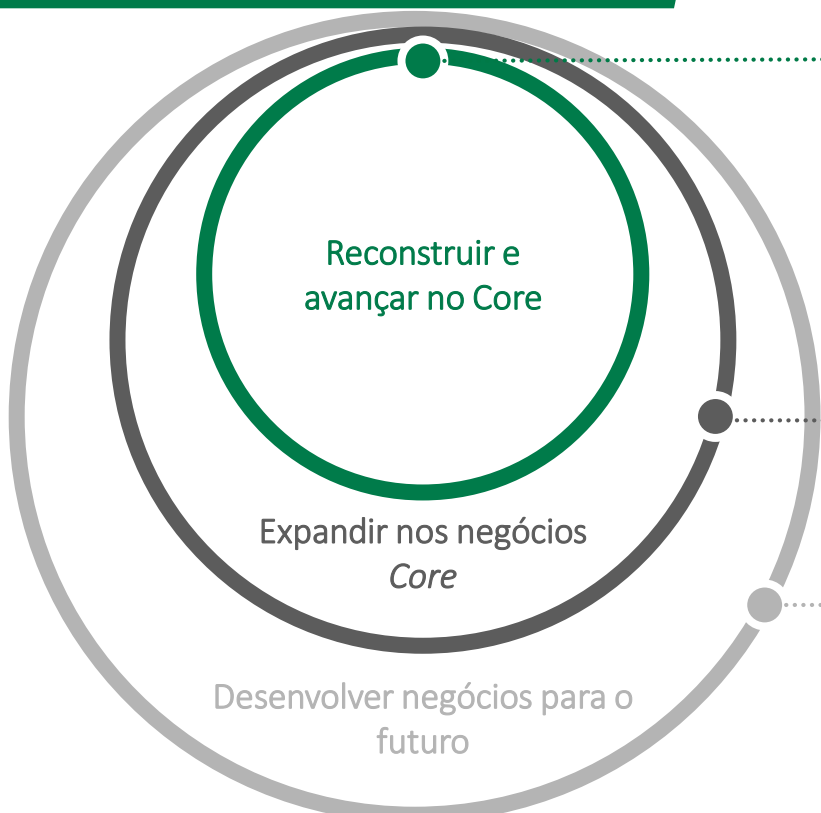 Reconstruir e
avançar no Core
Expandir nos negócios
Core
Desenvolver negócios para o
futuro